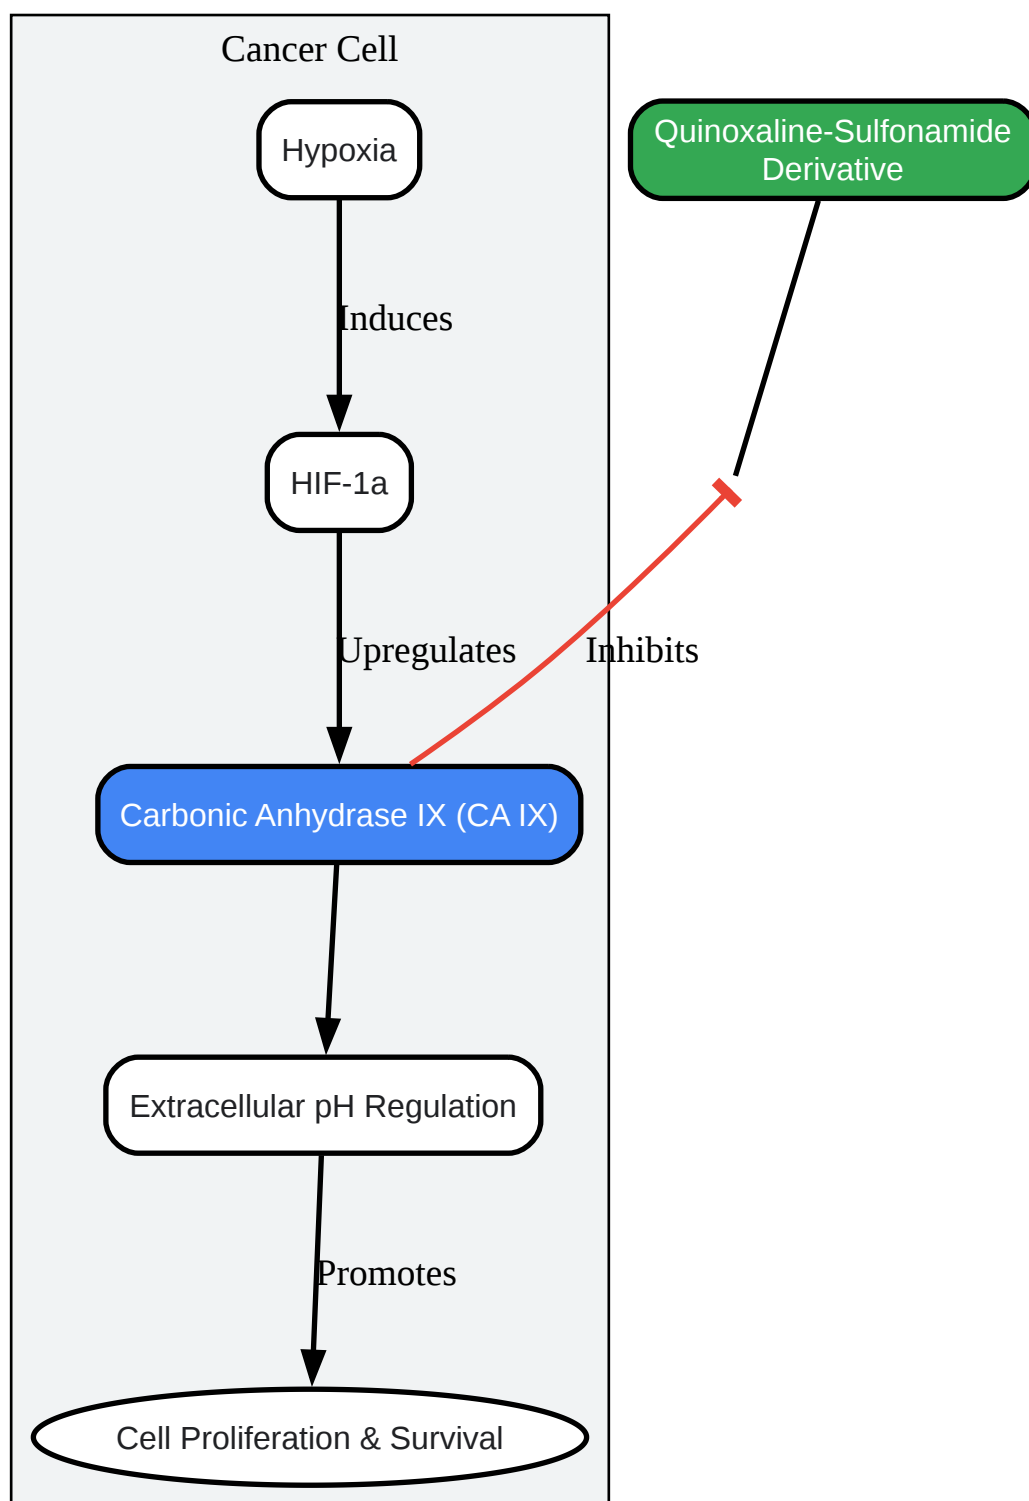 Cancer Cell
Hypoxia
Quinoxaline-Sulfonamide
Derivative
Induces
HIF-1a
Upregulates
Inhibits
Carbonic Anhydrase IX (CA IX)
Extracellular pH Regulation
Promotes
Cell Proliferation & Survival